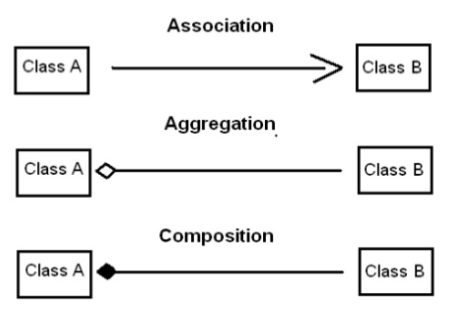 Association
Class A
Class B
Aggregation
Class A
Class B
Composition
Class A
Class B